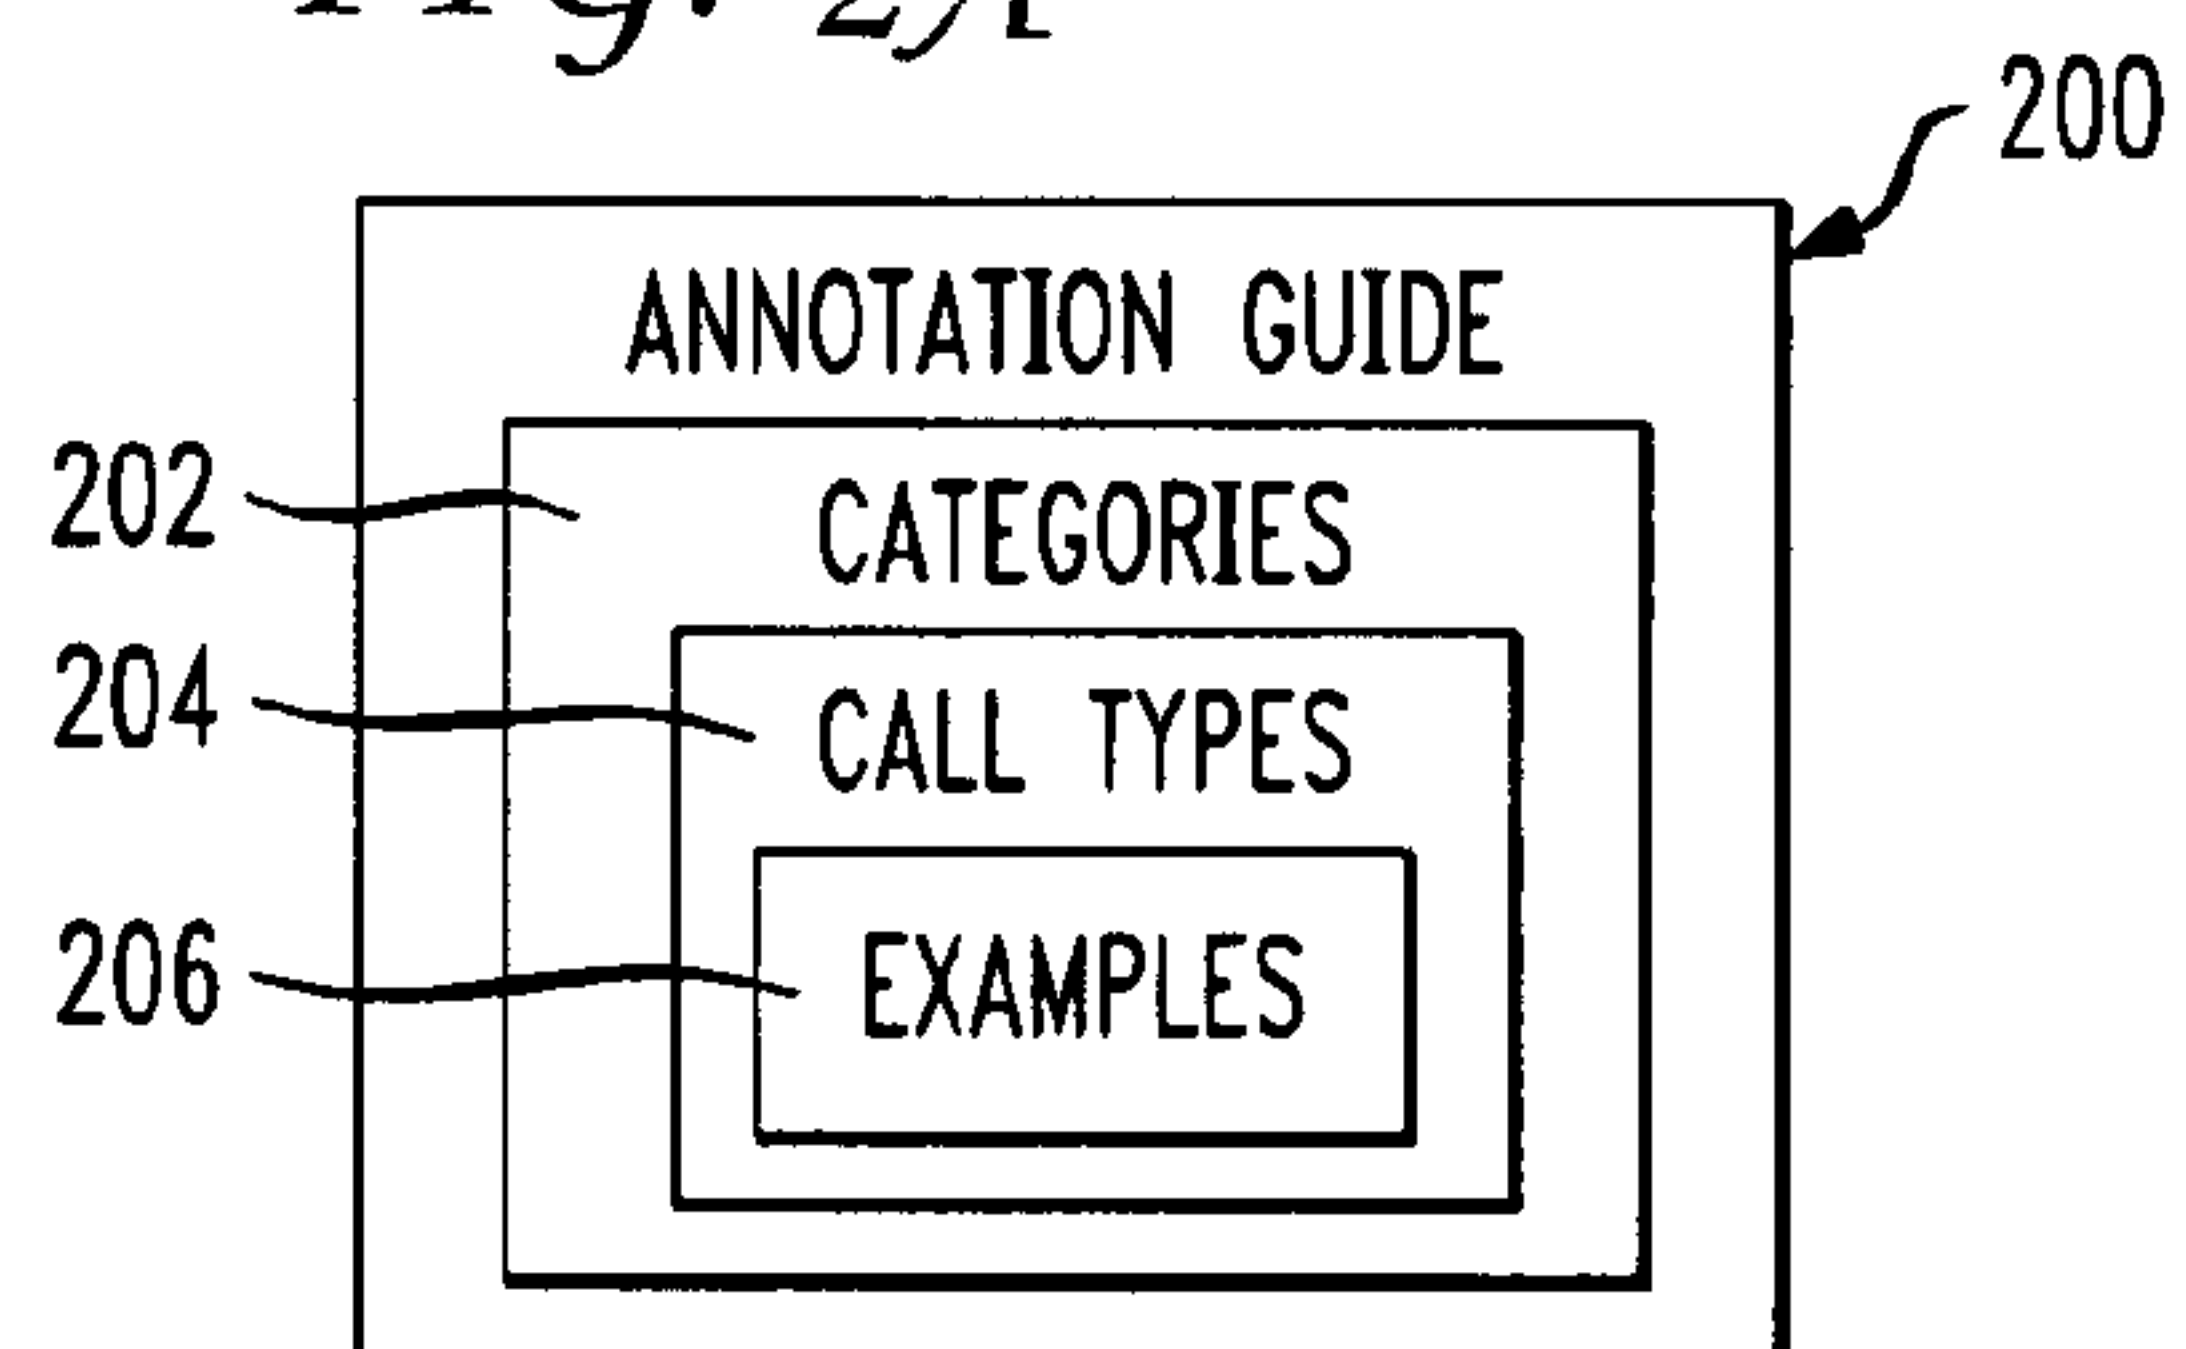 200
ANNOTATION GUIDE
202
CATEGORIES
204
CALL TYPES
206
EXAMPLES